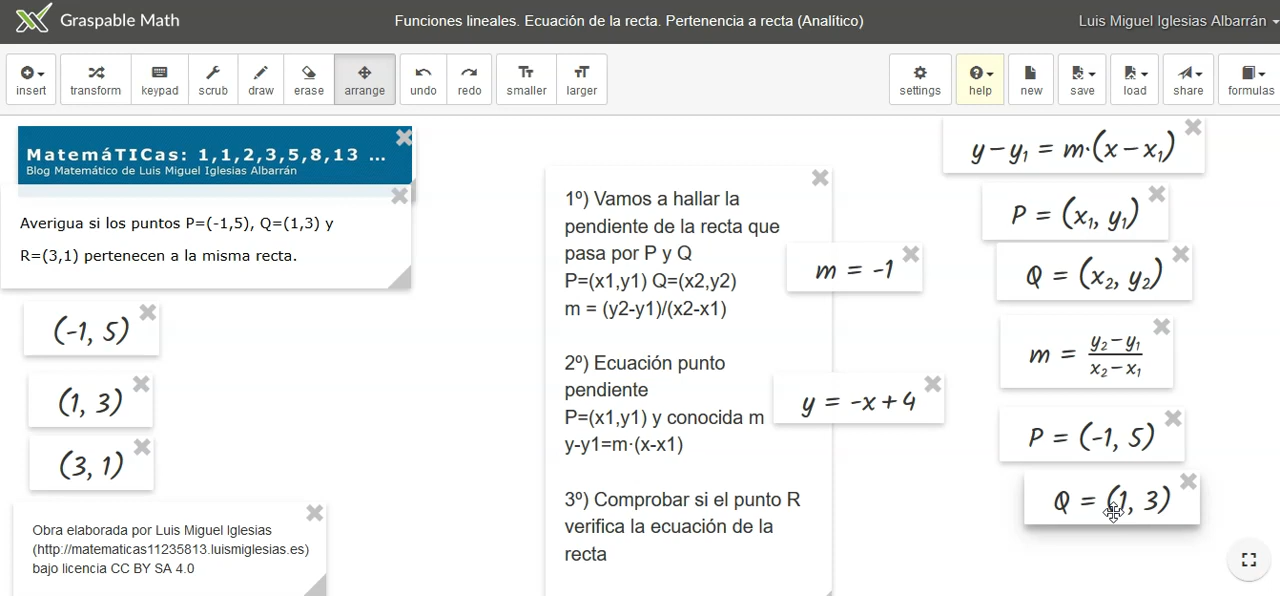 Graspable Math
Funciones lineales. Ecuación de la recta. Pertenencia a recta (Analítico)
Luis Miguel Iglesias Albarrán
insert
transform
keypad
scrub
draw
erase
arrange
undo
redo
smaller
larger
settings
help
new
save
load
share
formulas
MatemáTICas: 1,1,2,3,5,8,13 ...
Blog Matemático de Luis Miguel Iglesias Albarrán
Averigua si los puntos P=(-1,5), Q=(1,3) y
R=(3,1) pertenecen a la misma recta.
(-1, 5)
(1, 3)
(3, 1)
Obra elaborada por Luis Miguel Iglesias
(http://matematicas11235813.luismiglesias.es)
bajo licencia CC BY SA 4.0
1º) Vamos a hallar la
pendiente de la recta que
pasa por P y Q
P=(x1,y1) Q=(x2,y2)
m = (y2-y1)/(x2-x1)
2º) Ecuación punto
pendiente
P=(x1,y1) y conocida m
y-y1=m·(x-x1)
3º) Comprobar si el punto R
verifica la ecuación de la
recta
m = -1
y = -x+4
y-y₁ = m·(x-x₁)
P = (x₁, y₁)
Q = (x₂, y₂)
m = (y₂-y₁)/(x₂-x₁)
P = (-1, 5)
Q = (1, 3)